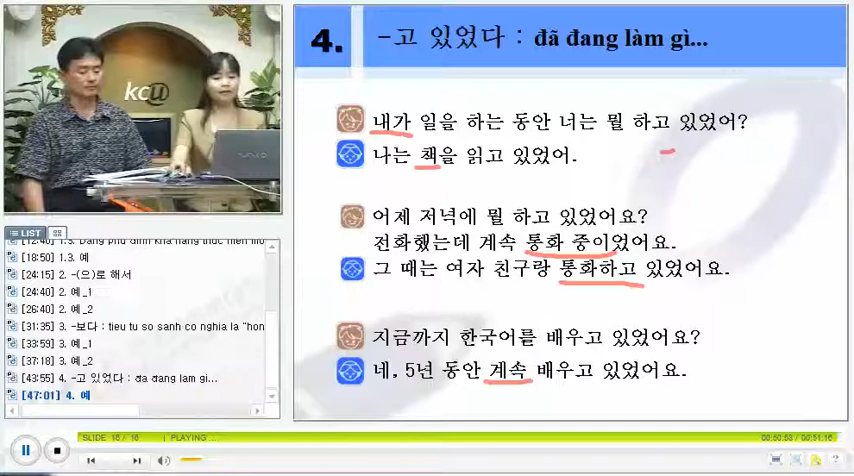 4. -고 있었다 : đã đang làm gì...
kcu
내가 일을 하는 동안 너는 뭘 하고 있었어?
나는 책을 읽고 있었어.
어제 저녁에 뭘 하고 있었어요?
전화했는데 계속 통화 중이었어요.
그 때는 여자 친구랑 통화하고 있었어요.
지금까지 한국어를 배우고 있었어요?
네, 5년 동안 계속 배우고 있었어요.
LIST
[18:50] 1.3. 예
[24:15] 2. -(으)로 해서
[24:40] 2. 예_1
[26:40] 2. 예_2
[31:35] 3. -보다 : tieu tu so sanh co nghia la "hon
[33:59] 3. 예_1
[37:18] 3. 예_2
[43:55] 4. -고 있었다 : đa đang lam gi...
[47:01] 4. 예
SLIDE 16 / 16 | PLAYING ...
00:50:58 / 00:51:16